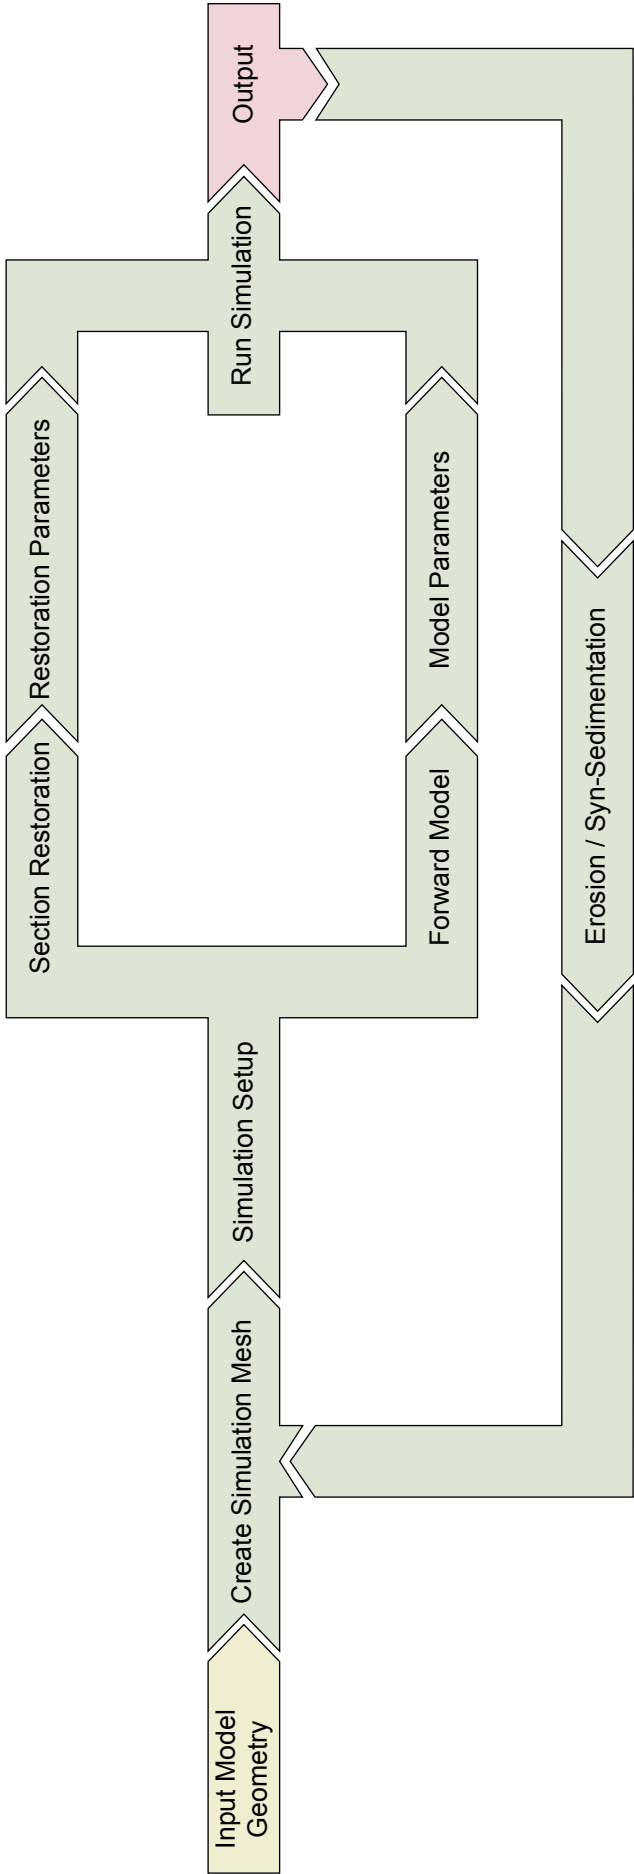 Input Model
Geometry
Create Simulation Mesh
Simulation Setup
Section Restoration
Restoration Parameters
Forward Model
Model Parameters
Run Simulation
Output
Erosion / Syn-Sedimentation